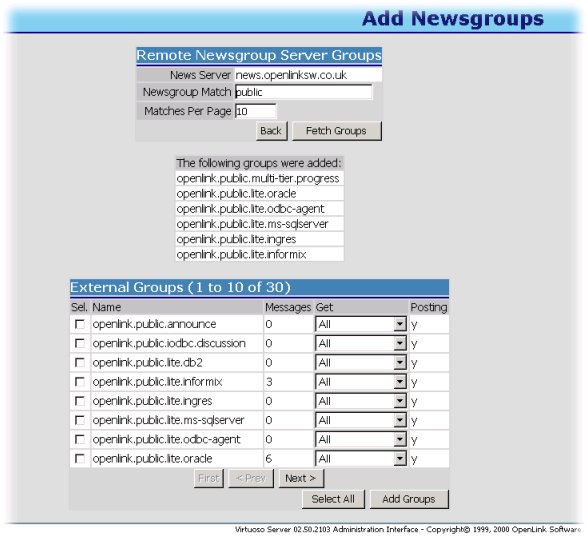 Add Newsgroups
Remote Newsgroup Server Groups
News Server news.openlinksw.co.uk
Newsgroup Match public
Matches Per Page 10
Back Fetch Groups
The following groups were added:
openlink.public.multi-tier.progress
openlink.public.lite.oracle
openlink.public.lite.odbc-agent
openlink.public.lite.ms-sqlserver
openlink.public.lite.ingres
openlink.public.lite.informix
External Groups (1 to 10 of 30)
Sel. Name Messages Get Posting
openlink.public.announce 0 All y
openlink.public.iodbc.discussion 0 All y
openlink.public.lite.db2 0 All y
openlink.public.lite.informix 3 All y
openlink.public.lite.ingres 0 All y
openlink.public.lite.ms-sqlserver 0 All y
openlink.public.lite.odbc-agent 0 All y
openlink.public.lite.oracle 6 All y
First < Prev Next >
Select All Add Groups
Virtuoso Server 02.50.2103 Administration Interface - Copyright© 1999, 2000 OpenLink Software